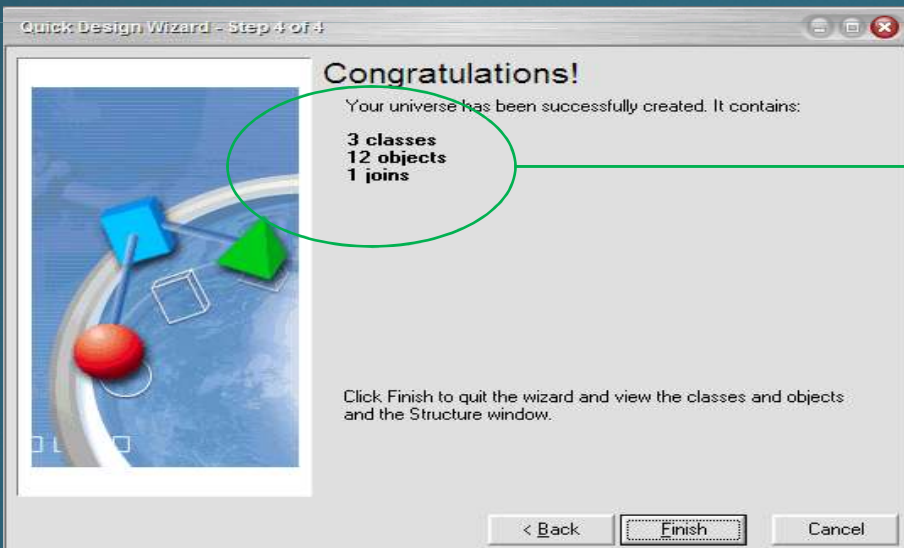 Quick Design Wizard - Step 4 of 4
Congratulations!
Your universe has been successfully created. It contains:
3 classes
12 objects
1 joins
Click Finish to quit the wizard and view the classes and objects
and the Structure window.
< Back
Finish
Cancel